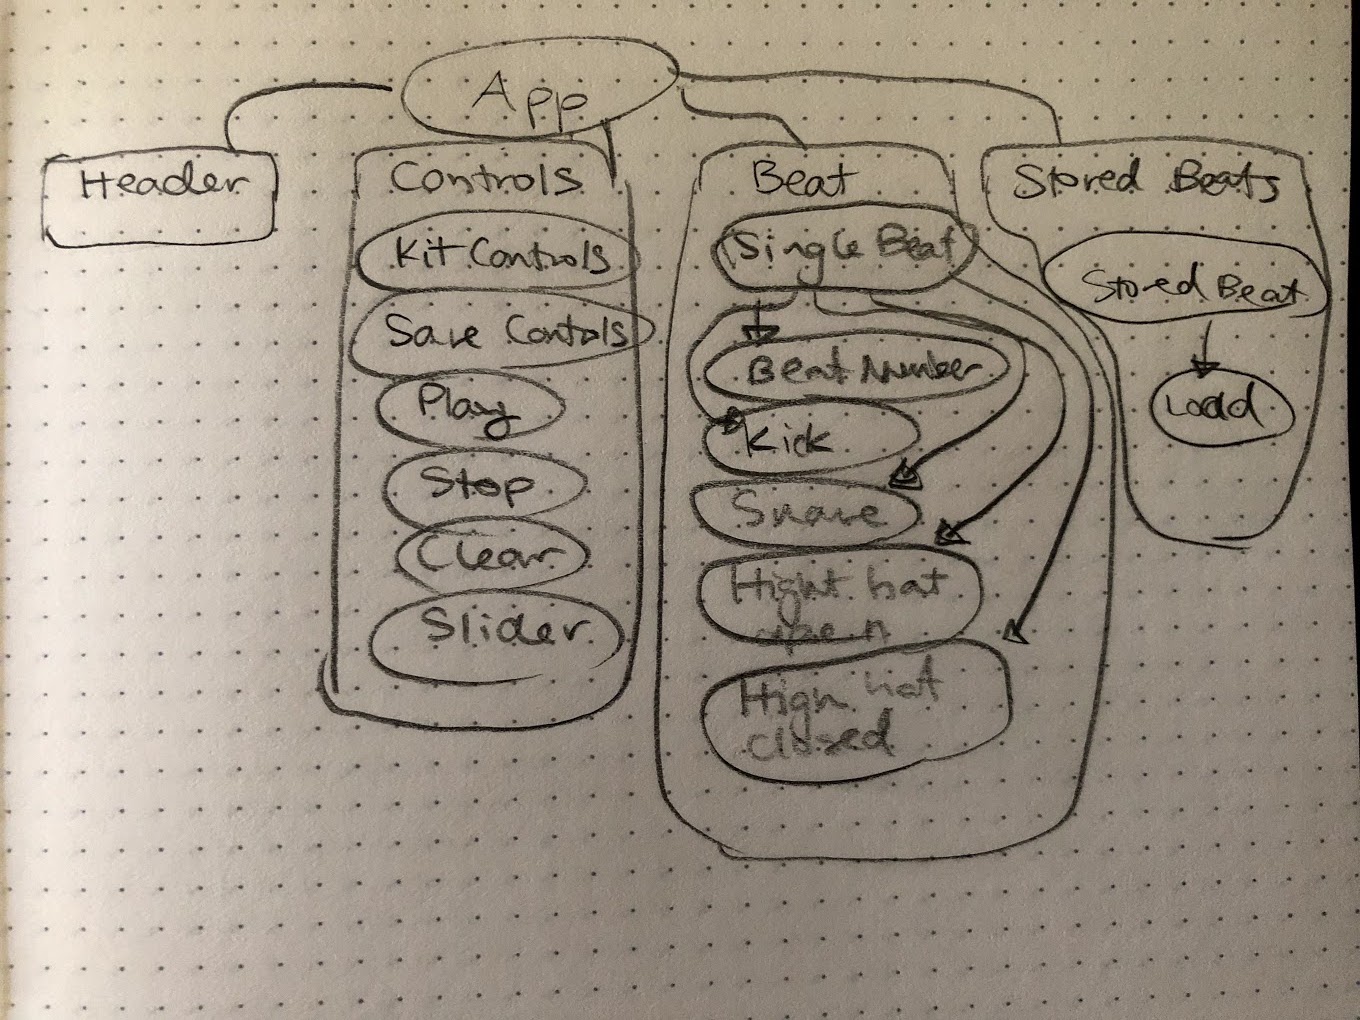 App
Header
Controls
Kit Controls
Save Controls
Play
Stop
Clear
Slider
Beat
Single Beat
Beat Number
Kick
Snare
Hight hat
open
High hat
closed
Stored Beats
Stored Beat
Load